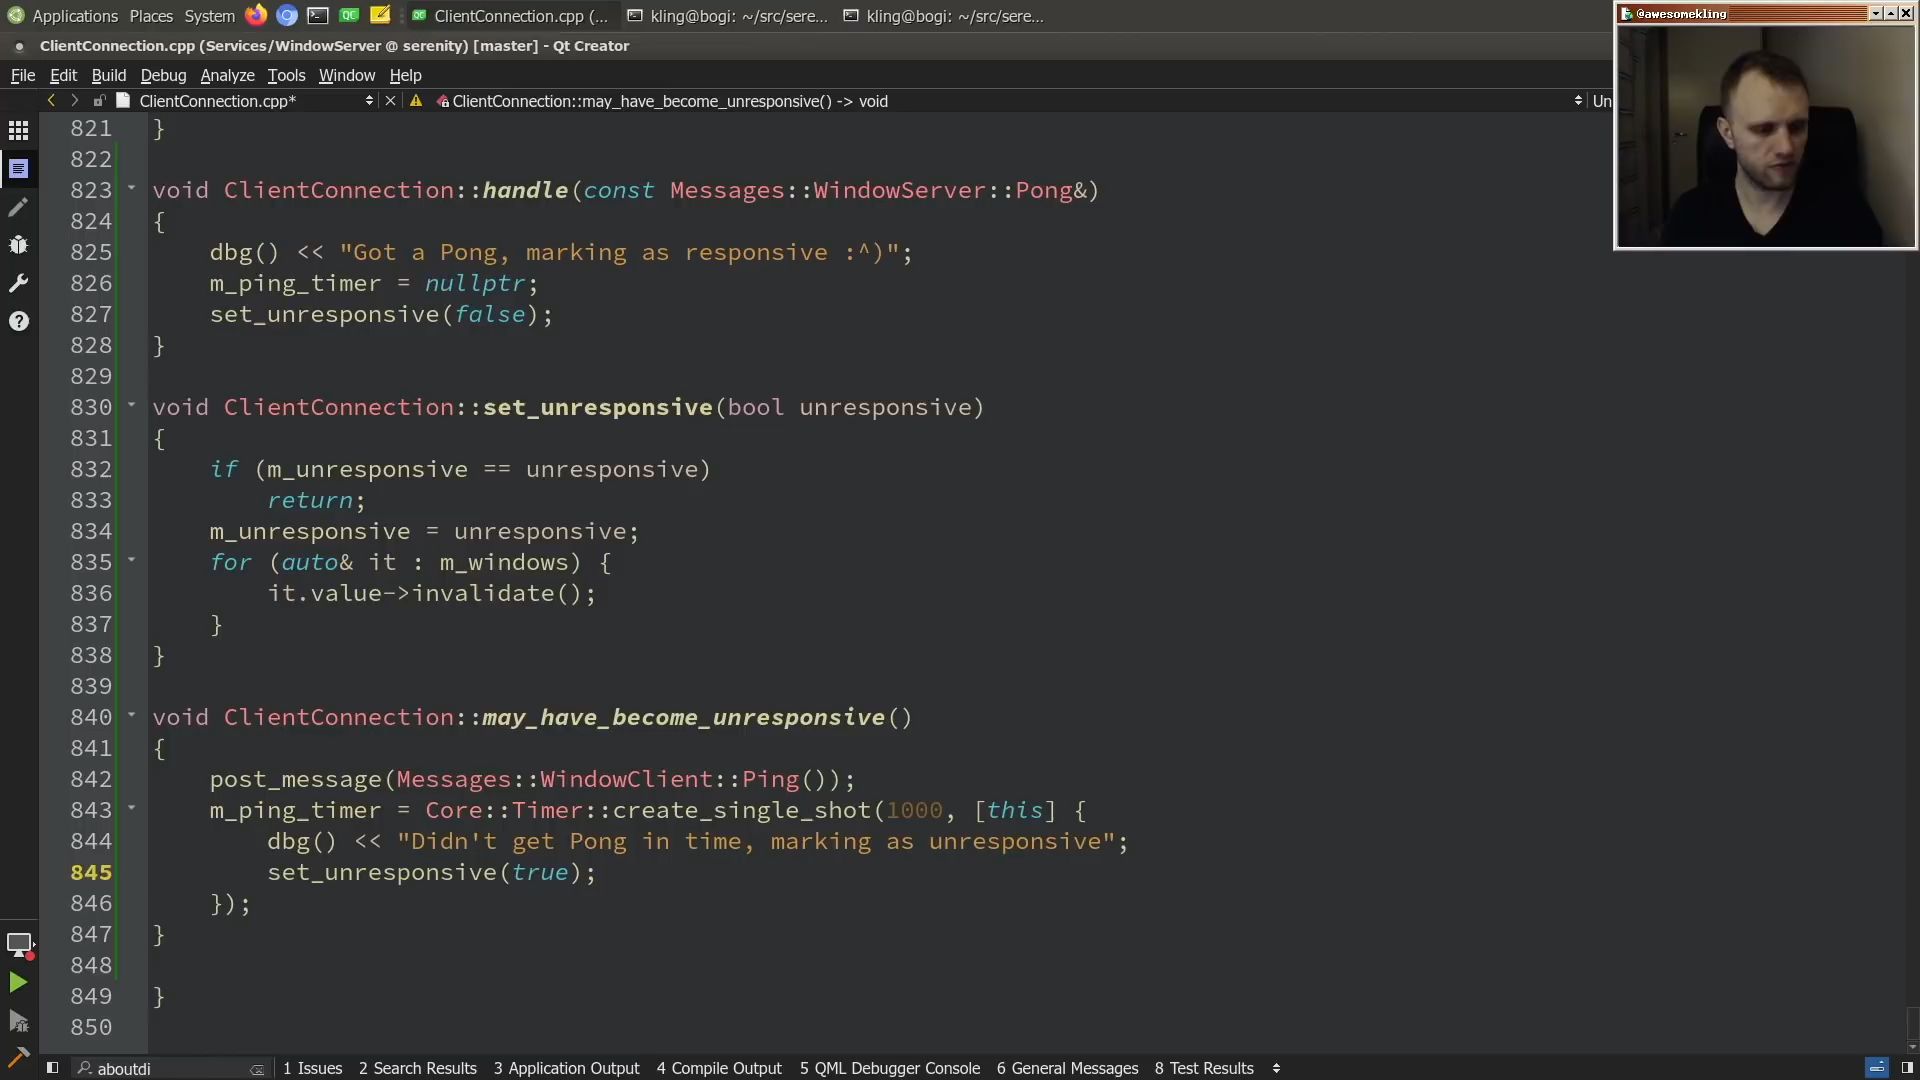 Applications Places System ClientConnection.cpp (... kling@bogi: ~/src/sere... kling@bogi: ~/src/sere...
@awesomekling
ClientConnection.cpp (Services/WindowServer @ serenity) [master] - Qt Creator
File Edit Build Debug Analyze Tools Window Help
ClientConnection.cpp* ClientConnection::may_have_become_unresponsive() -> void Un
821 }
822
823 void ClientConnection::handle(const Messages::WindowServer::Pong&)
824 {
825 dbg() << "Got a Pong, marking as responsive :^)";
826 m_ping_timer = nullptr;
827 set_unresponsive(false);
828 }
829
830 void ClientConnection::set_unresponsive(bool unresponsive)
831 {
832 if (m_unresponsive == unresponsive)
833 return;
834 m_unresponsive = unresponsive;
835 for (auto& it : m_windows) {
836 it.value->invalidate();
837 }
838 }
839
840 void ClientConnection::may_have_become_unresponsive()
841 {
842 post_message(Messages::WindowClient::Ping());
843 m_ping_timer = Core::Timer::create_single_shot(1000, [this] {
844 dbg() << "Didn't get Pong in time, marking as unresponsive";
845 set_unresponsive(true);
846 });
847 }
848
849 }
850
aboutdi 1 Issues 2 Search Results 3 Application Output 4 Compile Output 5 QML Debugger Console 6 General Messages 8 Test Results